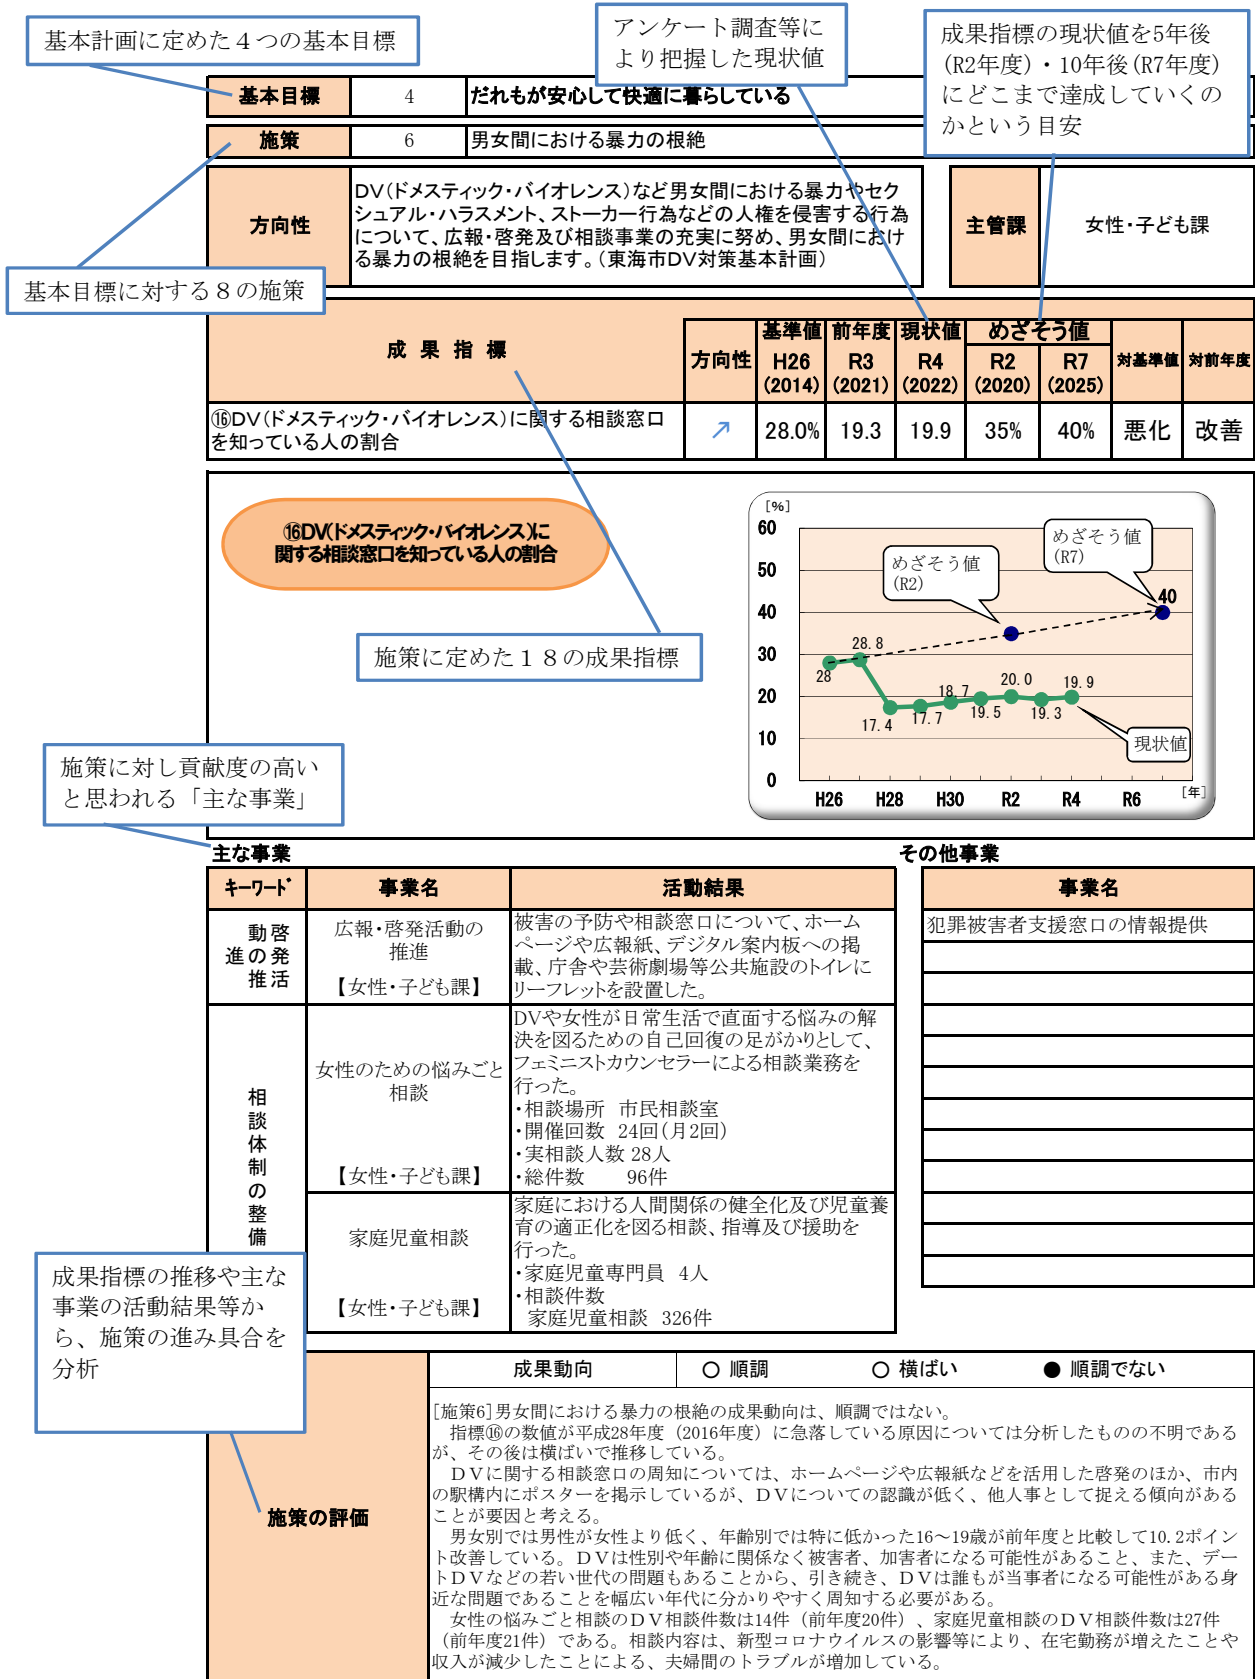 基本計画に定めた４つの基本目標
アンケート調査等に
より把握した現状値
成果指標の現状値を5年後
(R2年度)・10年後(R7年度)
にどこまで達成していくの
かという目安
基本目標 4 だれもが安心して快適に暮らしている
施策 6 男女間における暴力の根絶
方向性
DV(ドメスティック・バイオレンス)など男女間における暴力やセク
シュアル・ハラスメント、ストーカー行為などの人権を侵害する行為
について、広報・啓発及び相談事業の充実に努め、男女間におけ
る暴力の根絶を目指します。(東海市DV対策基本計画)
主管課 女性・子ども課
基本目標に対する８の施策
成 果 指 標
方向性
基準値 前年度 現状値 めざそう値
H26 R3 R4 R2 R7
(2014) (2021) (2022) (2020) (2025)
対基準値 対前年度
⑯DV(ドメスティック・バイオレンス)に関する相談窓口
を知っている人の割合
↗ 28.0% 19.3 19.9 35% 40% 悪化 改善
⑯DV(ドメスティック・バイオレンス)に
関する相談窓口を知っている人の割合
施策に定めた１８の成果指標
[%]
60
50
40
30
20
10
0
めざそう値
(R2)
めざそう値
(R7)
40
28
28.8
17.4
17.7
18.7
19.5
20.0
19.3
19.9
現状値
H26 H28 H30 R2 R4 R6
[年]
施策に対し貢献度の高い
と思われる「主な事業」
主な事業
キーワード 事業名 活動結果
啓発活
動の推
進
広報・啓発活動の
推進
【女性・子ども課】
被害の予防や相談窓口について、ホーム
ページや広報紙、デジタル案内板への掲
載、庁舎や芸術劇場等公共施設のトイレに
リーフレットを設置した。
相談体制の整備
女性のための悩みごと
相談
【女性・子ども課】
DVや女性が日常生活で直面する悩みの解
決を図るための自己回復の足がかりとして、
フェミニストカウンセラーによる相談業務を
行った。
・相談場所 市民相談室
・開催回数 24回(月2回)
・実相談人数 28人
・総件数 96件
家庭児童相談
【女性・子ども課】
家庭における人間関係の健全化及び児童養
育の適正化を図る相談、指導及び援助を
行った。
・家庭児童専門員 4人
・相談件数
家庭児童相談 326件
その他事業
事業名
犯罪被害者支援窓口の情報提供
成果指標の推移や主な
事業の活動結果等か
ら、施策の進み具合を
分析
施策の評価
成果動向 ○ 順調 ○ 横ばい ● 順調でない
[施策6]男女間における暴力の根絶の成果動向は、順調ではない。
指標⑯の数値が平成28年度（2016年度）に急落している原因については分析したものの不明である
が、その後は横ばいで推移している。
ＤＶに関する相談窓口の周知については、ホームページや広報紙などを活用した啓発のほか、市内
の駅構内にポスターを掲示しているが、ＤＶについての認識が低く、他人事として捉える傾向がある
ことが要因と考える。
男女別では男性が女性より低く、年齢別では特に低かった16～19歳が前年度と比較して10.2ポイン
ト改善している。ＤＶは性別や年齢に関係なく被害者、加害者になる可能性があること、また、デー
トＤＶなどの若い世代の問題もあることから、引き続き、ＤＶは誰もが当事者になる可能性がある身
近な問題であることを幅広い年代に分かりやすく周知する必要がある。
女性の悩みごと相談のＤＶ相談件数は14件（前年度20件）、家庭児童相談のＤＶ相談件数は27件
（前年度21件）である。相談内容は、新型コロナウイルスの影響等により、在宅勤務が増えたことや
収入が減少したことによる、夫婦間のトラブルが増加している。